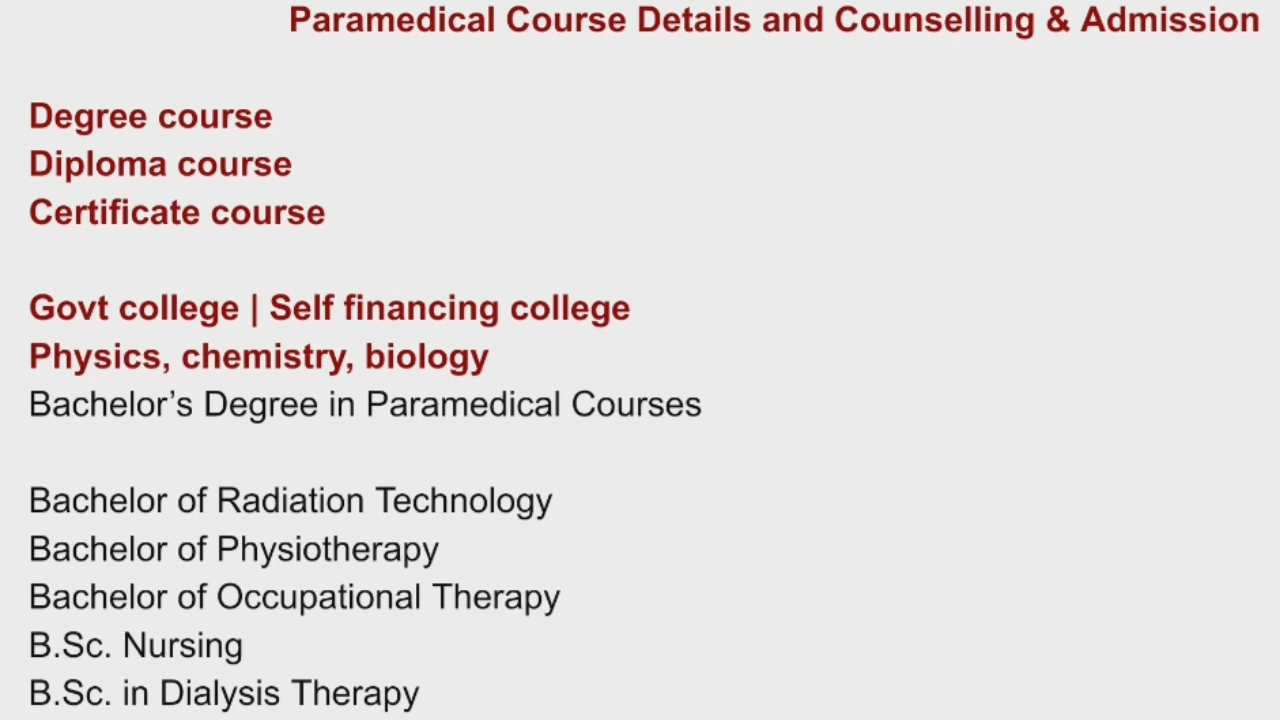 Paramedical Course Details and Counselling & Admission
Degree course
Diploma course
Certificate course
Govt college | Self financing college
Physics, chemistry, biology
Bachelor’s Degree in Paramedical Courses
Bachelor of Radiation Technology
Bachelor of Physiotherapy
Bachelor of Occupational Therapy
B.Sc. Nursing
B.Sc. in Dialysis Therapy